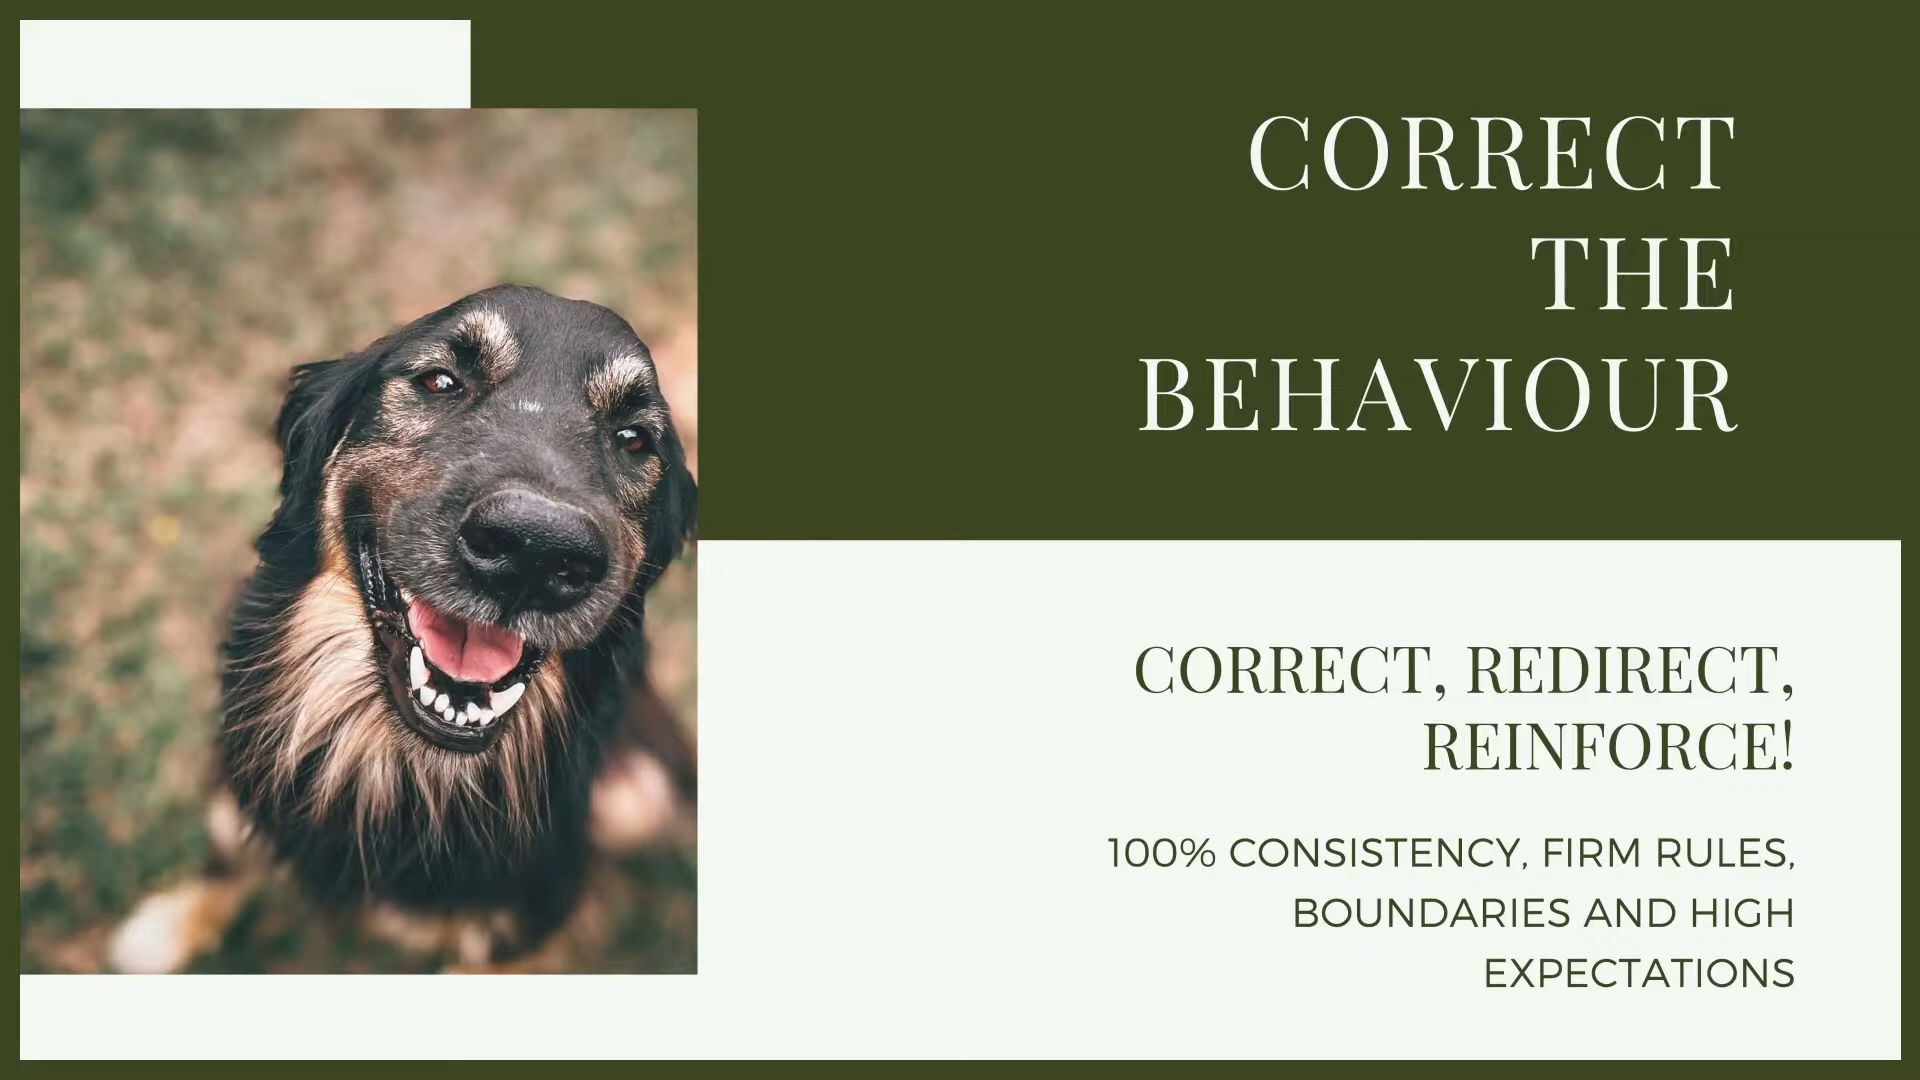 CORRECT
THE
BEHAVIOUR
CORRECT, REDIRECT,
REINFORCE!
100% CONSISTENCY, FIRM RULES,
BOUNDARIES AND HIGH
EXPECTATIONS